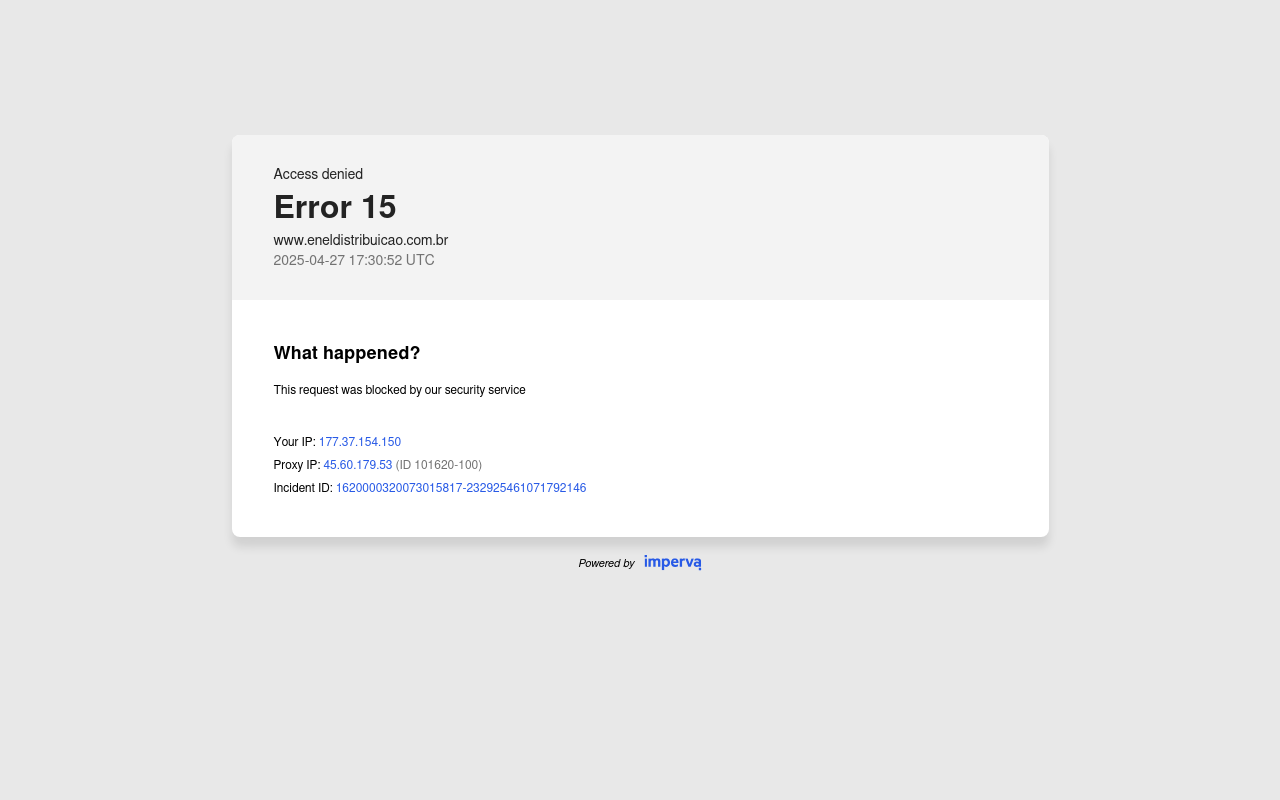 Access denied
Error 15
www.eneldistribuicao.com.br
2025-04-27 17:30:52 UTC
What happened?
This request was blocked by our security service
Your IP: 177.37.154.150
Proxy IP: 45.60.179.53 (ID 101620-100)
Incident ID: 1620000320073015817-232925461071792146
Powered by imperva